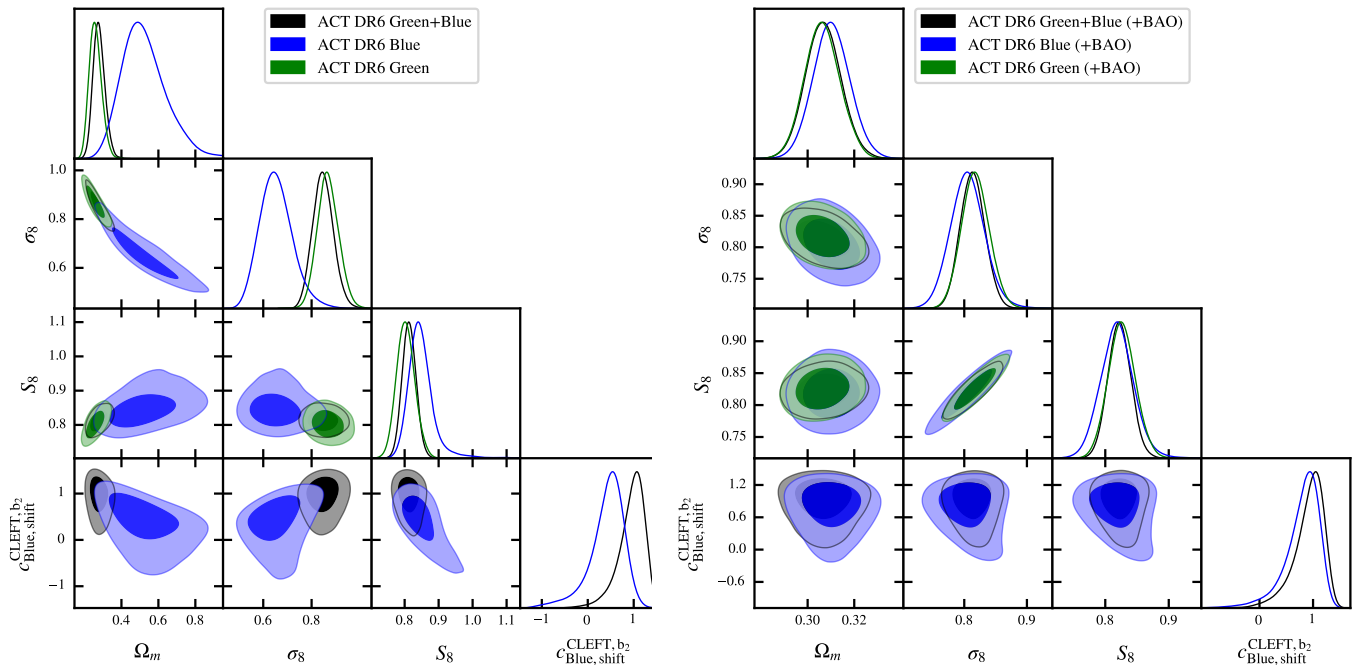 ACT DR6 Green+Blue
ACT DR6 Blue
ACT DR6 Green
1.0
0.8
0.6
σ₈
1.1
1.0
0.9
0.8
S₈
1
0
−1
c^{CLEFT, b₂}_{Blue, shift}
0.4 0.6 0.8
0.6 0.8
0.8 0.9 1.0 1.1
−1 0 1
Ω_m
σ₈
S₈
c^{CLEFT, b₂}_{Blue, shift}
ACT DR6 Green+Blue (+BAO)
ACT DR6 Blue (+BAO)
ACT DR6 Green (+BAO)
0.90
0.85
0.80
0.75
σ₈
0.90
0.85
0.80
0.75
S₈
1.2
0.6
0.0
−0.6
c^{CLEFT, b₂}_{Blue, shift}
0.30 0.32
0.8 0.9
0.8 0.9
0 1
Ω_m
σ₈
S₈
c^{CLEFT, b₂}_{Blue, shift}